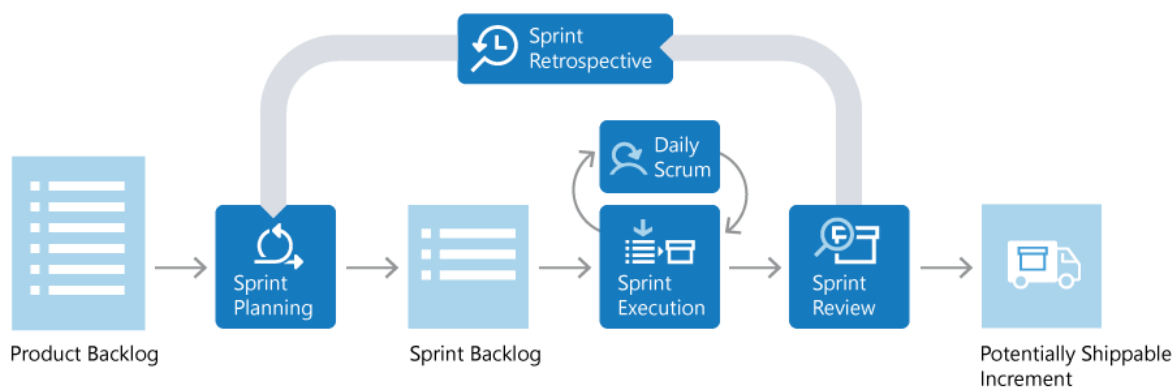 Sprint
Retrospective
Daily
Scrum
Sprint
Planning
Sprint
Execution
Sprint
Review
Product Backlog
Sprint Backlog
Potentially Shippable
Increment